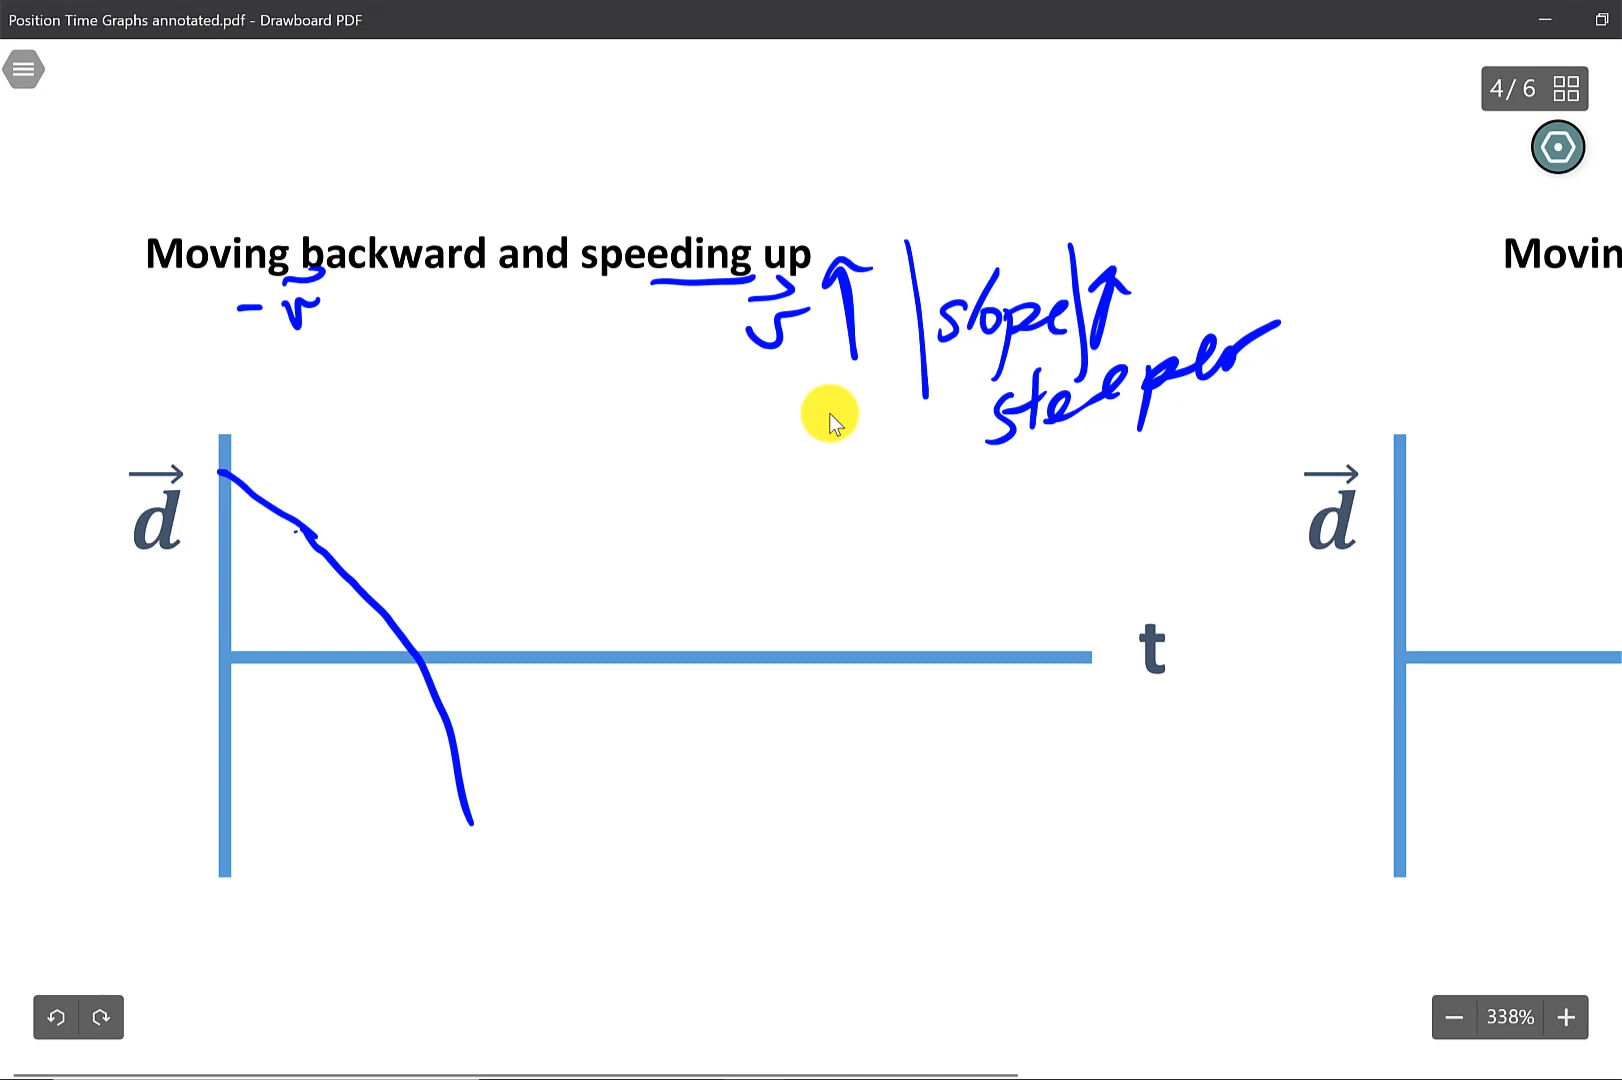 Position Time Graphs annotated.pdf - Drawboard PDF
4/ 6
Moving backward and speeding up
Movin
- v
|slope|
steeper
d
d
t
338%